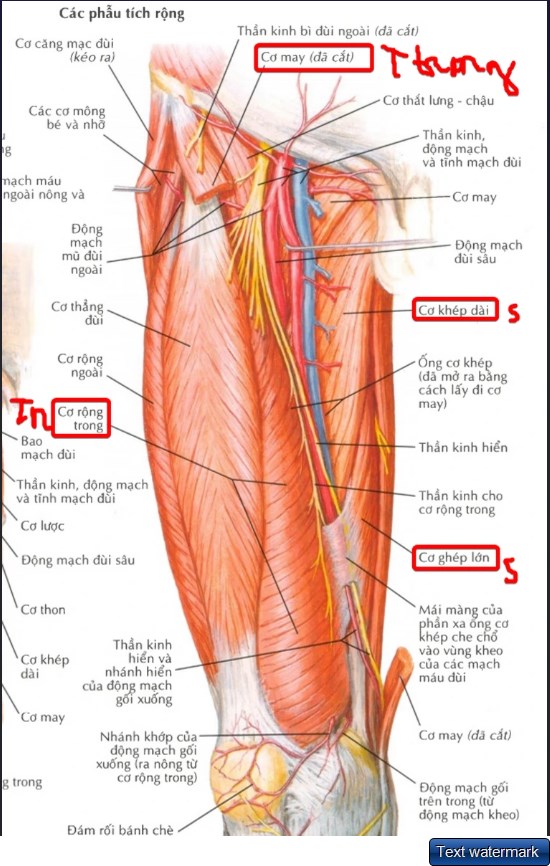 Các phẫu tích rộng
Thần kinh bì đùi ngoài (đã cắt)
Cơ căng mạc đùi
(kéo ra)
Cơ may (đã cắt)
T trong
Cơ thắt lưng - chậu
Các cơ mông
bé và nhỡ
Thần kinh,
động mạch
và tĩnh mạch đùi
mạch máu
ngoài nông và
Cơ may
Động
mạch
mũ đùi
ngoài
Động mạch
đùi sâu
Cơ thẳng
đùi
Cơ khép dài
S
Cơ rộng
ngoài
Ống cơ khép
(đã mở ra bằng
cách lấy đi cơ
may)
Cơ rộng
trong
Bao
mạch đùi
Thần kinh hiển
Thần kinh, động mạch
và tĩnh mạch đùi
Thần kinh cho
cơ rộng trong
Cơ lược
Động mạch đùi sâu
Cơ ghép lớn
S
Cơ thon
Mái màng của
phần xa ống cơ
khép che chở
vào vùng kheo
của các mạch
máu đùi
Thần kinh
hiển và
nhánh hiển
của động mạch
gối xuống
Cơ khép
dài
Cơ may
Nhánh khớp của
động mạch gối
xuống (ra nông từ
cơ rộng trong)
Cơ may (đã cắt)
g trong
Động mạch gối
trên trong (từ
động mạch kheo)
Đám rối bánh chè
Text watermark